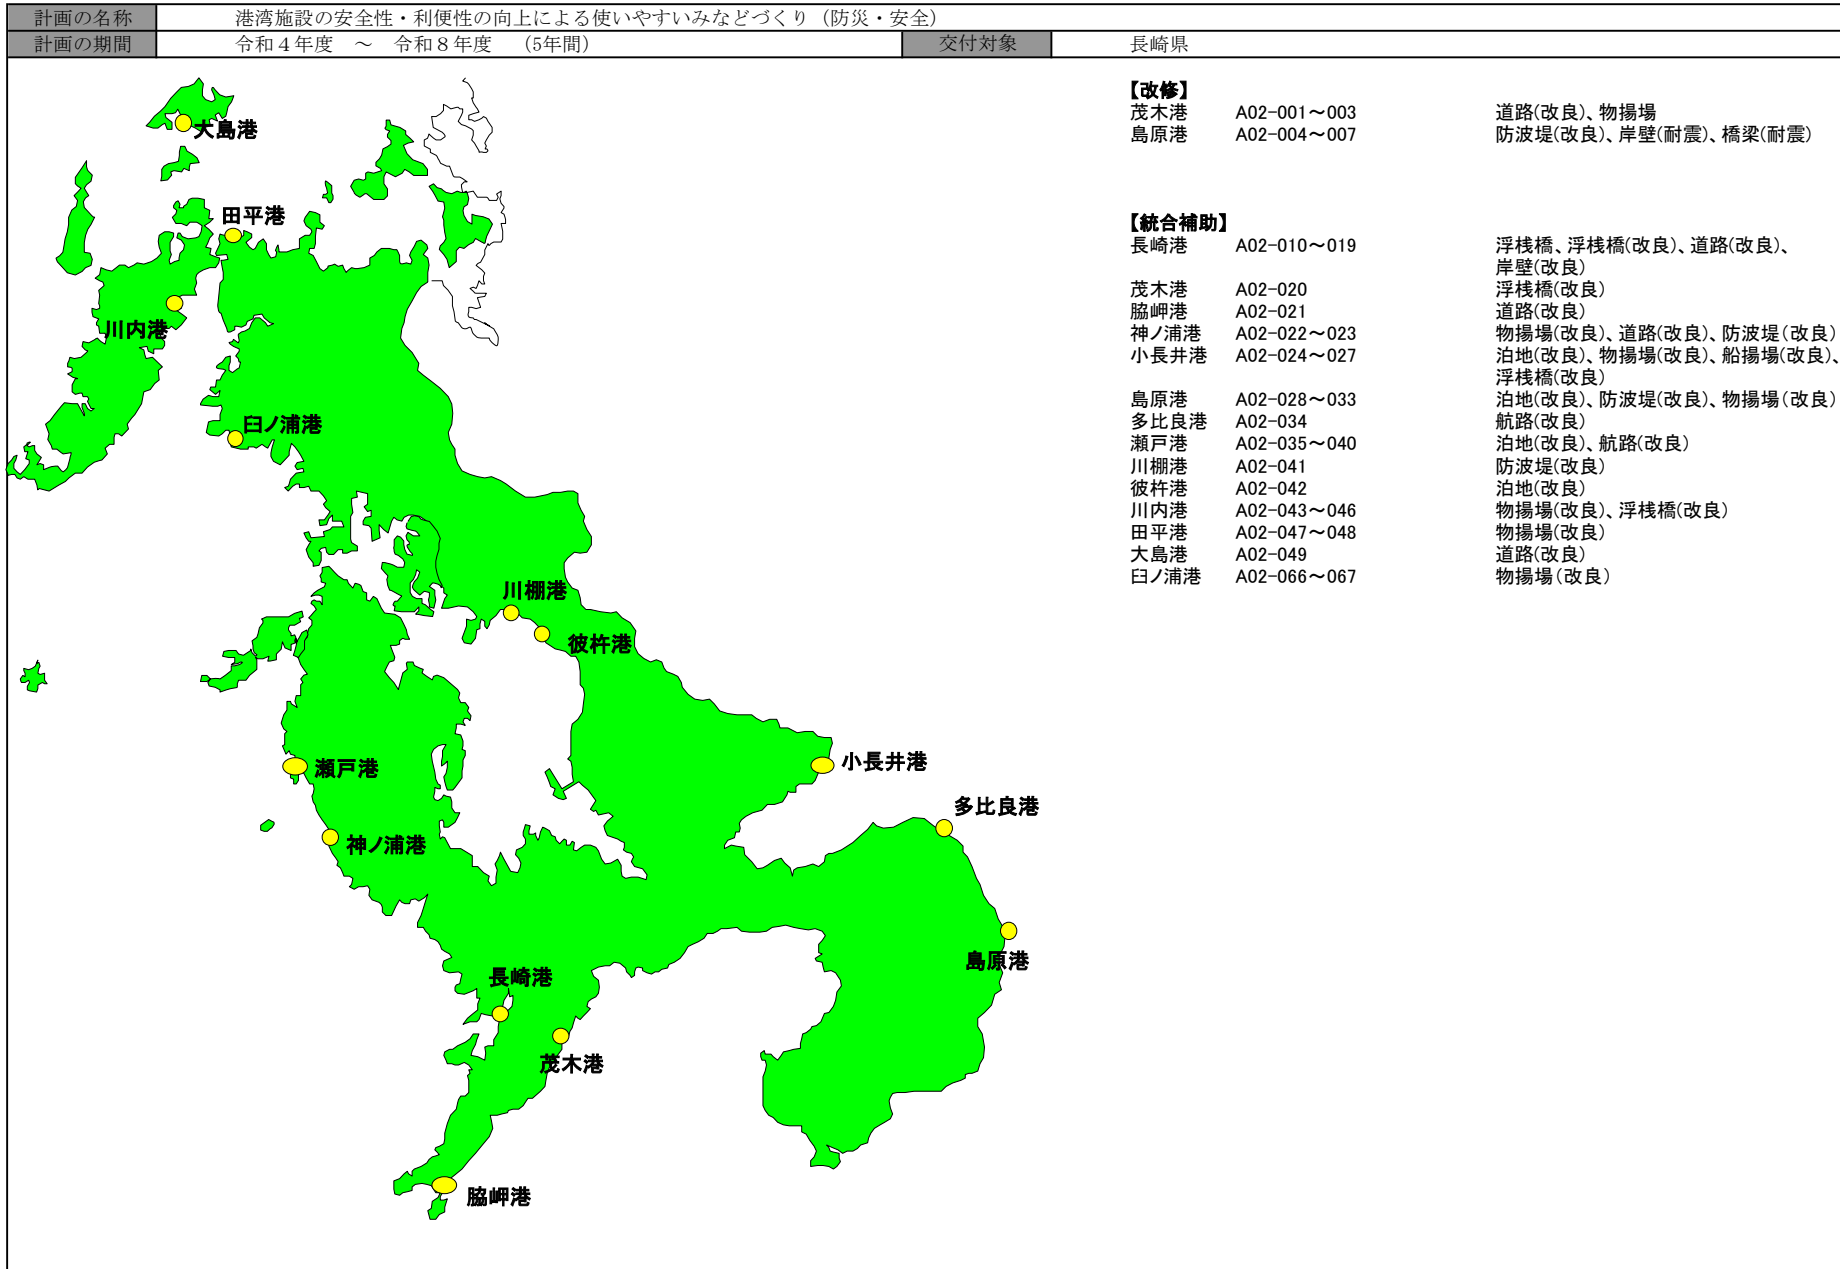 計画の名称 港湾施設の安全性・利便性の向上による使いやすいみなとづくり（防災・安全）
計画の期間 令和４年度 ～ 令和８年度 (5年間) 交付対象 長崎県
【改修】
茂木港 A02-001～003 道路(改良)、物揚場
島原港 A02-004～007 防波堤(改良)、岸壁(耐震)、橋梁(耐震)
【統合補助】
長崎港 A02-010～019 浮桟橋、浮桟橋(改良)、道路(改良)、
岸壁(改良)
茂木港 A02-020 浮桟橋(改良)
脇岬港 A02-021 道路(改良)
神ノ浦港 A02-022～023 物揚場(改良)、道路(改良)、防波堤(改良)
小長井港 A02-024～027 泊地(改良)、物揚場(改良)、船揚場(改良)、
浮桟橋(改良)
島原港 A02-028～033 泊地(改良)、防波堤(改良)、物揚場(改良)
多比良港 A02-034 航路(改良)
瀬戸港 A02-035～040 泊地(改良)、航路(改良)
川棚港 A02-041 防波堤(改良)
彼杵港 A02-042 泊地(改良)
川内港 A02-043～046 物揚場(改良)、浮桟橋(改良)
田平港 A02-047～048 物揚場(改良)
大島港 A02-049 道路(改良)
臼ノ浦港 A02-066～067 物揚場(改良)
大島港
田平港
川内港
臼ノ浦港
川棚港
彼杵港
瀬戸港
小長井港
多比良港
神ノ浦港
島原港
長崎港
茂木港
脇岬港